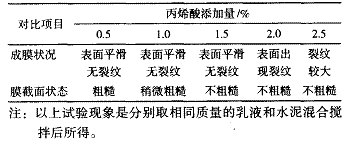 对比项目 丙烯酸添加量/%
0.5 1.0 1.5 2.0 2.5
成膜状况 表面平滑 表面平滑 表面平滑 表面出 裂纹
无裂纹 无裂纹 无裂纹 现裂纹 较大
膜截面状态 粗糙 稍微粗糙 不粗糙 不粗糙 不粗糙
注：以上试验现象是分别取相同质量的乳液和水泥混合搅
拌后所得。